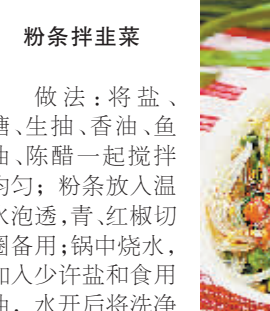 粉条拌韭菜
做法：将盐、
糖、生抽、香油、鱼
油、陈醋一起搅拌
均匀；粉条放入温
水泡透，青、红椒切
圈备用；锅中烧水，
加入少许盐和食用
油，水开后将洗净